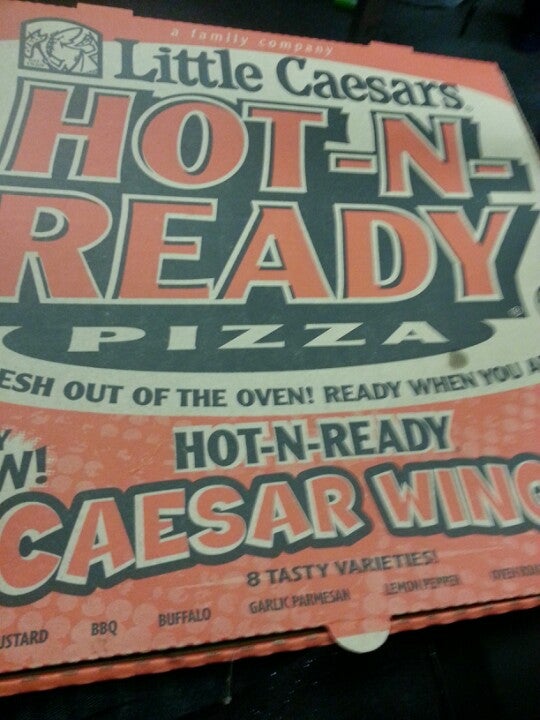 a family company
Little Caesars
HOT-N-
READY
PIZZA
ESH OUT OF THE OVEN! READY WHEN YOU A
Y
W!
HOT-N-READY
CAESAR WING
8 TASTY VARIETIES!
USTARD BBQ BUFFALO GARLIC PARMESAN LEMON PEPPER